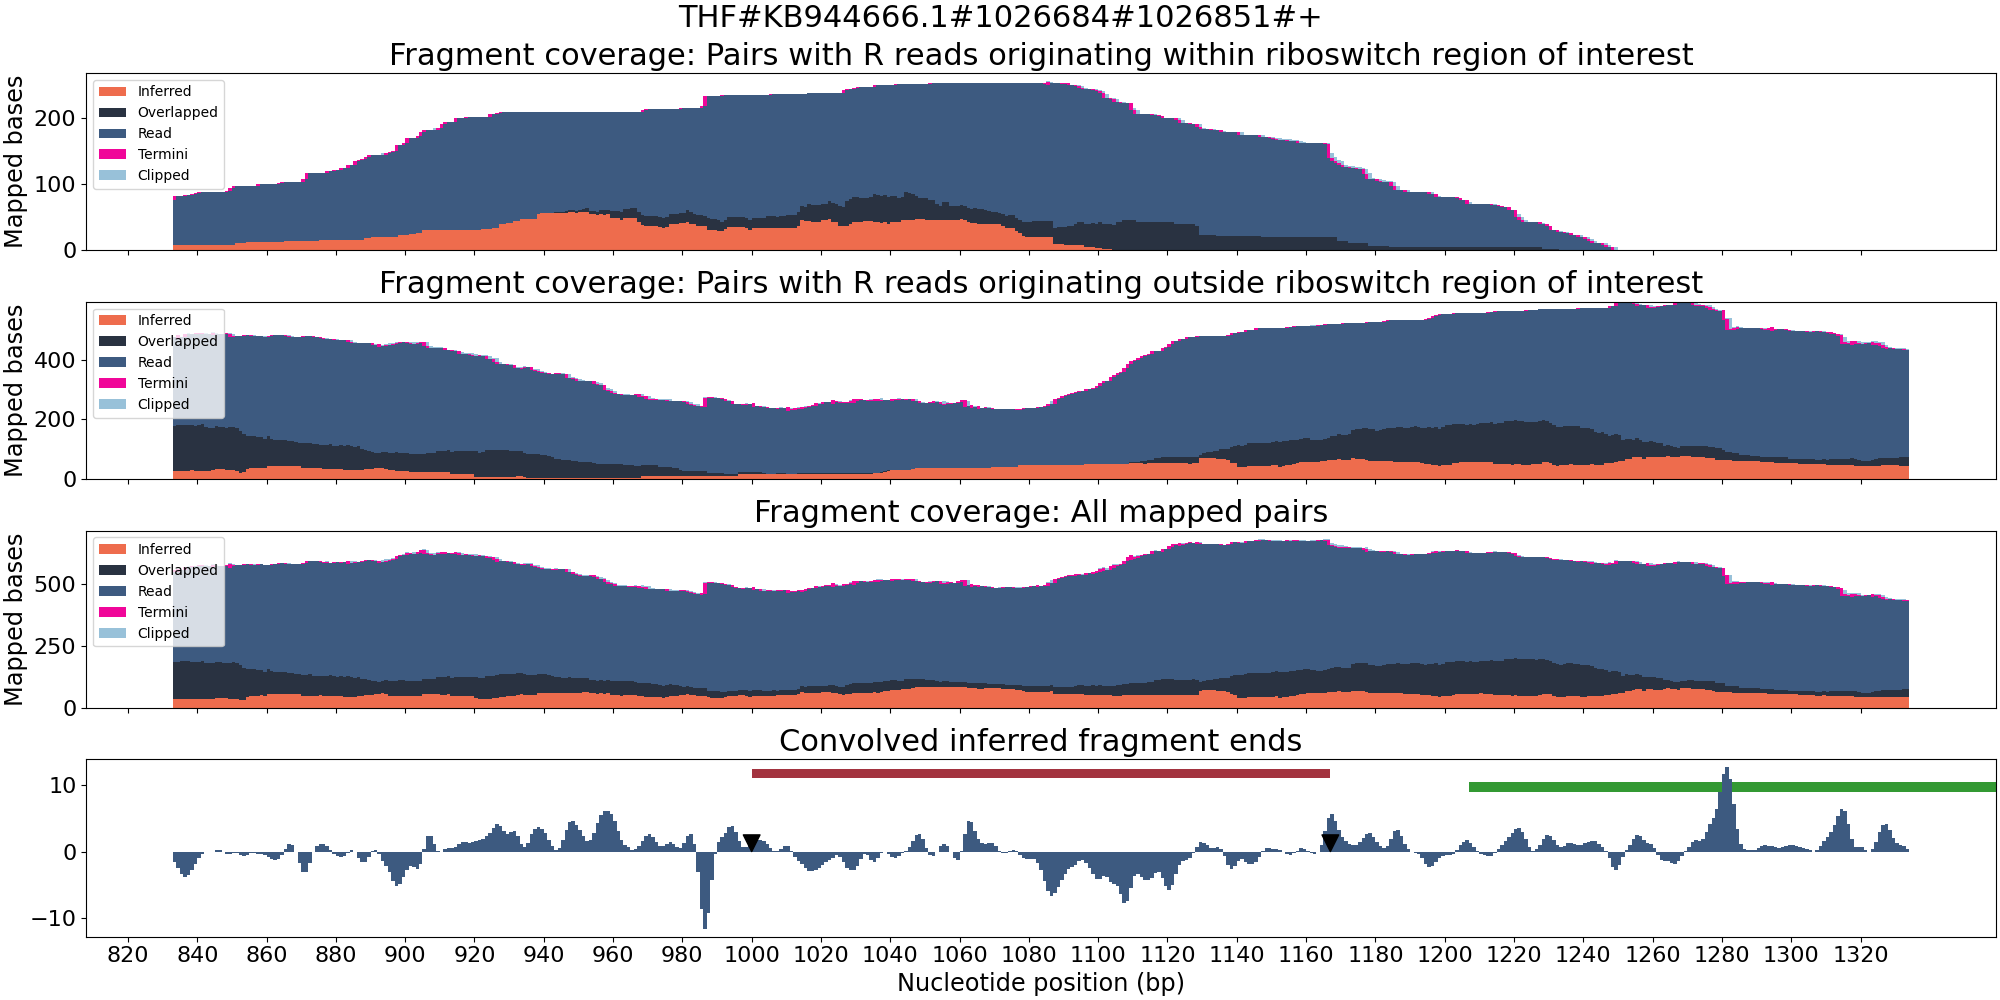 THF#KB944666.1#1026684#1026851#+
Fragment coverage: Pairs with R reads originating within riboswitch region of interest
Mapped bases
200
100
0
Inferred
Overlapped
Read
Termini
Clipped
Fragment coverage: Pairs with R reads originating outside riboswitch region of interest
Mapped bases
400
200
0
Inferred
Overlapped
Read
Termini
Clipped
Fragment coverage: All mapped pairs
Mapped bases
500
250
0
Inferred
Overlapped
Read
Termini
Clipped
Convolved inferred fragment ends
10
0
−10
820 840 860 880 900 920 940 960 980 1000 1020 1040 1060 1080 1100 1120 1140 1160 1180 1200 1220 1240 1260 1280 1300 1320
Nucleotide position (bp)